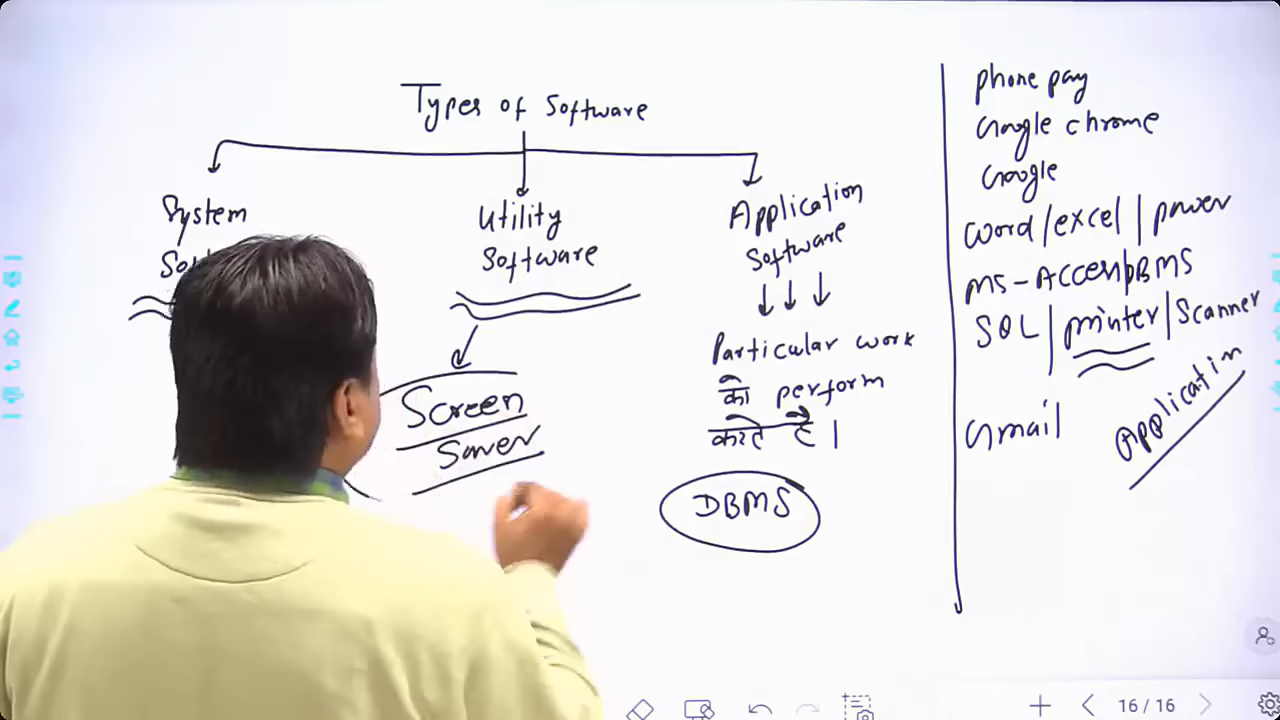 Types of Software
System
Utility
Software
Application
Software
Particular work
को perform
करते है।
Screen
Saver
DBMS
phone pay
Google chrome
Google
word/excel/power
MS-Access/DBMS
SQL/printer/Scanner
Gmail
Application
16/16